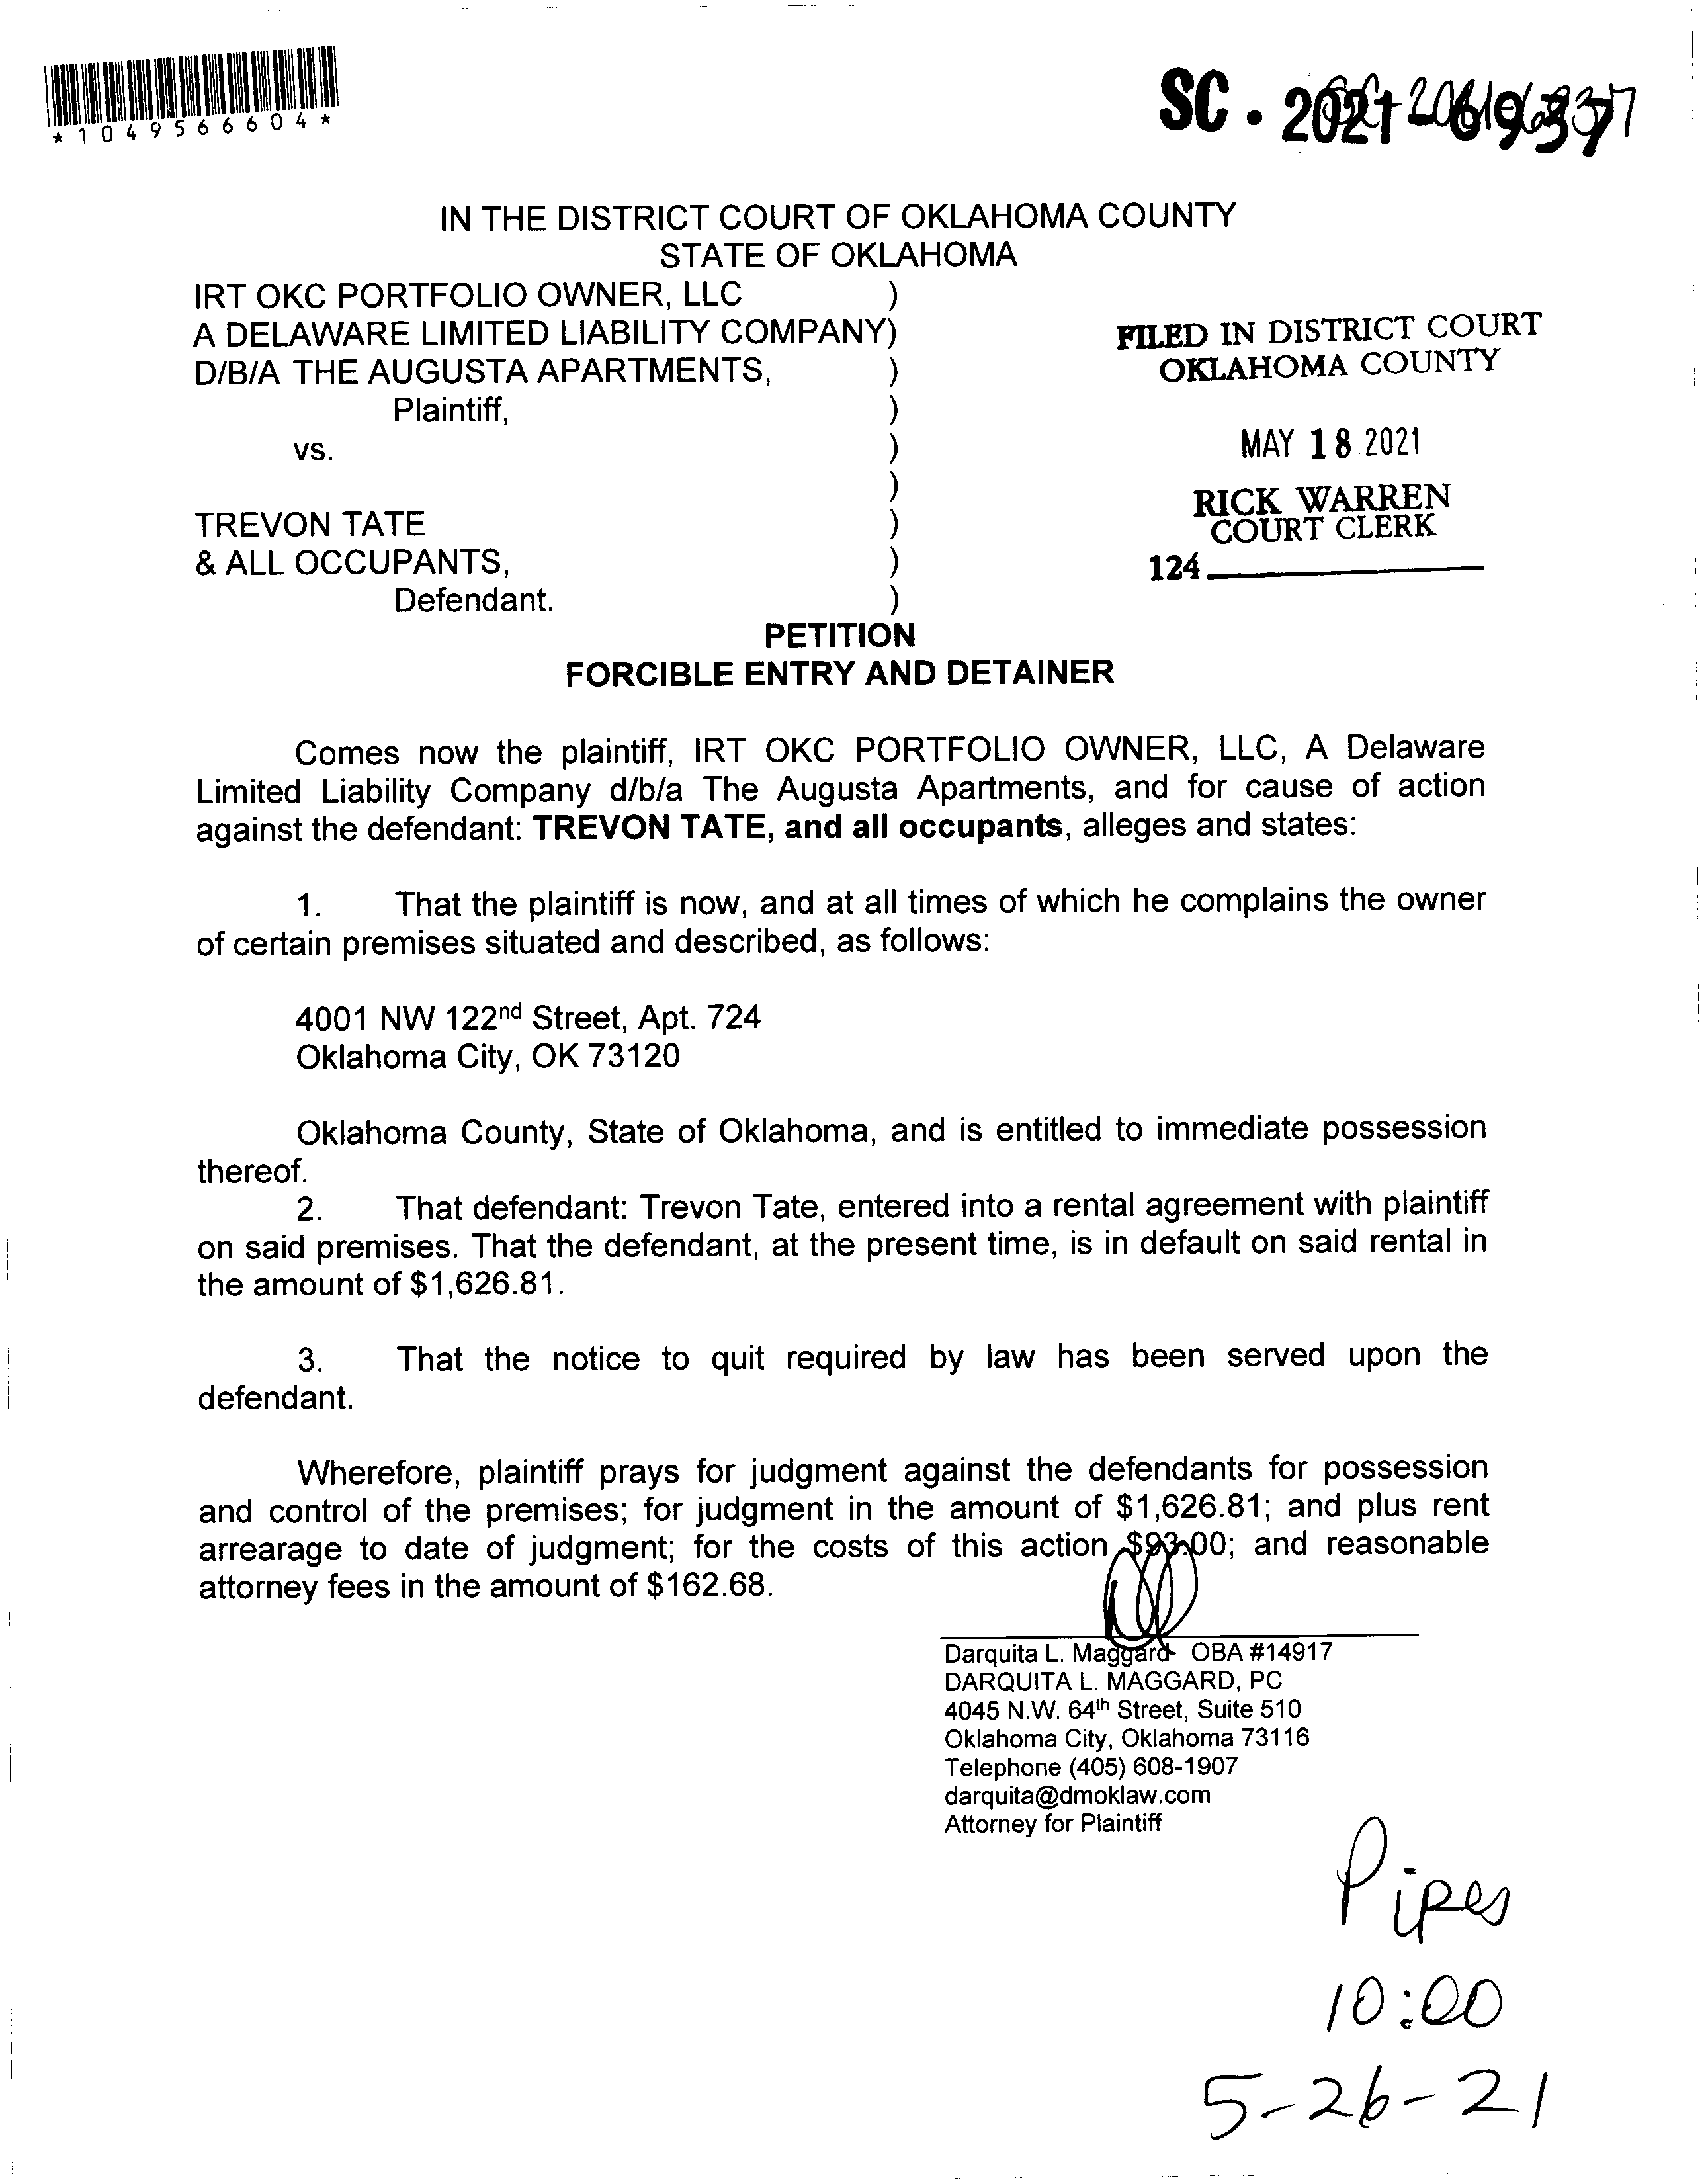 *1049566604*
SC . 2021-6937
IN THE DISTRICT COURT OF OKLAHOMA COUNTY
STATE OF OKLAHOMA
IRT OKC PORTFOLIO OWNER, LLC )
A DELAWARE LIMITED LIABILITY COMPANY)
D/B/A THE AUGUSTA APARTMENTS, )
Plaintiff, )
vs. )
)
TREVON TATE )
& ALL OCCUPANTS, )
Defendant. )
FILED IN DISTRICT COURT
OKLAHOMA COUNTY
MAY 18 2021
RICK WARREN
COURT CLERK
124
PETITION
FORCIBLE ENTRY AND DETAINER
Comes now the plaintiff, IRT OKC PORTFOLIO OWNER, LLC, A Delaware
Limited Liability Company d/b/a The Augusta Apartments, and for cause of action
against the defendant: TREVON TATE, and all occupants, alleges and states:
1. That the plaintiff is now, and at all times of which he complains the owner
of certain premises situated and described, as follows:
4001 NW 122nd Street, Apt. 724
Oklahoma City, OK 73120
Oklahoma County, State of Oklahoma, and is entitled to immediate possession
thereof.
2. That defendant: Trevon Tate, entered into a rental agreement with plaintiff
on said premises. That the defendant, at the present time, is in default on said rental in
the amount of $1,626.81.
3. That the notice to quit required by law has been served upon the
defendant.
Wherefore, plaintiff prays for judgment against the defendants for possession
and control of the premises; for judgment in the amount of $1,626.81; and plus rent
arrearage to date of judgment; for the costs of this action $93.00; and reasonable
attorney fees in the amount of $162.68.
Darquita L. Maggard OBA #14917
DARQUITA L. MAGGARD, PC
4045 N.W. 64th Street, Suite 510
Oklahoma City, Oklahoma 73116
Telephone (405) 608-1907
darquita@dmoklaw.com
Attorney for Plaintiff
Pipes
10:00
5-26-21